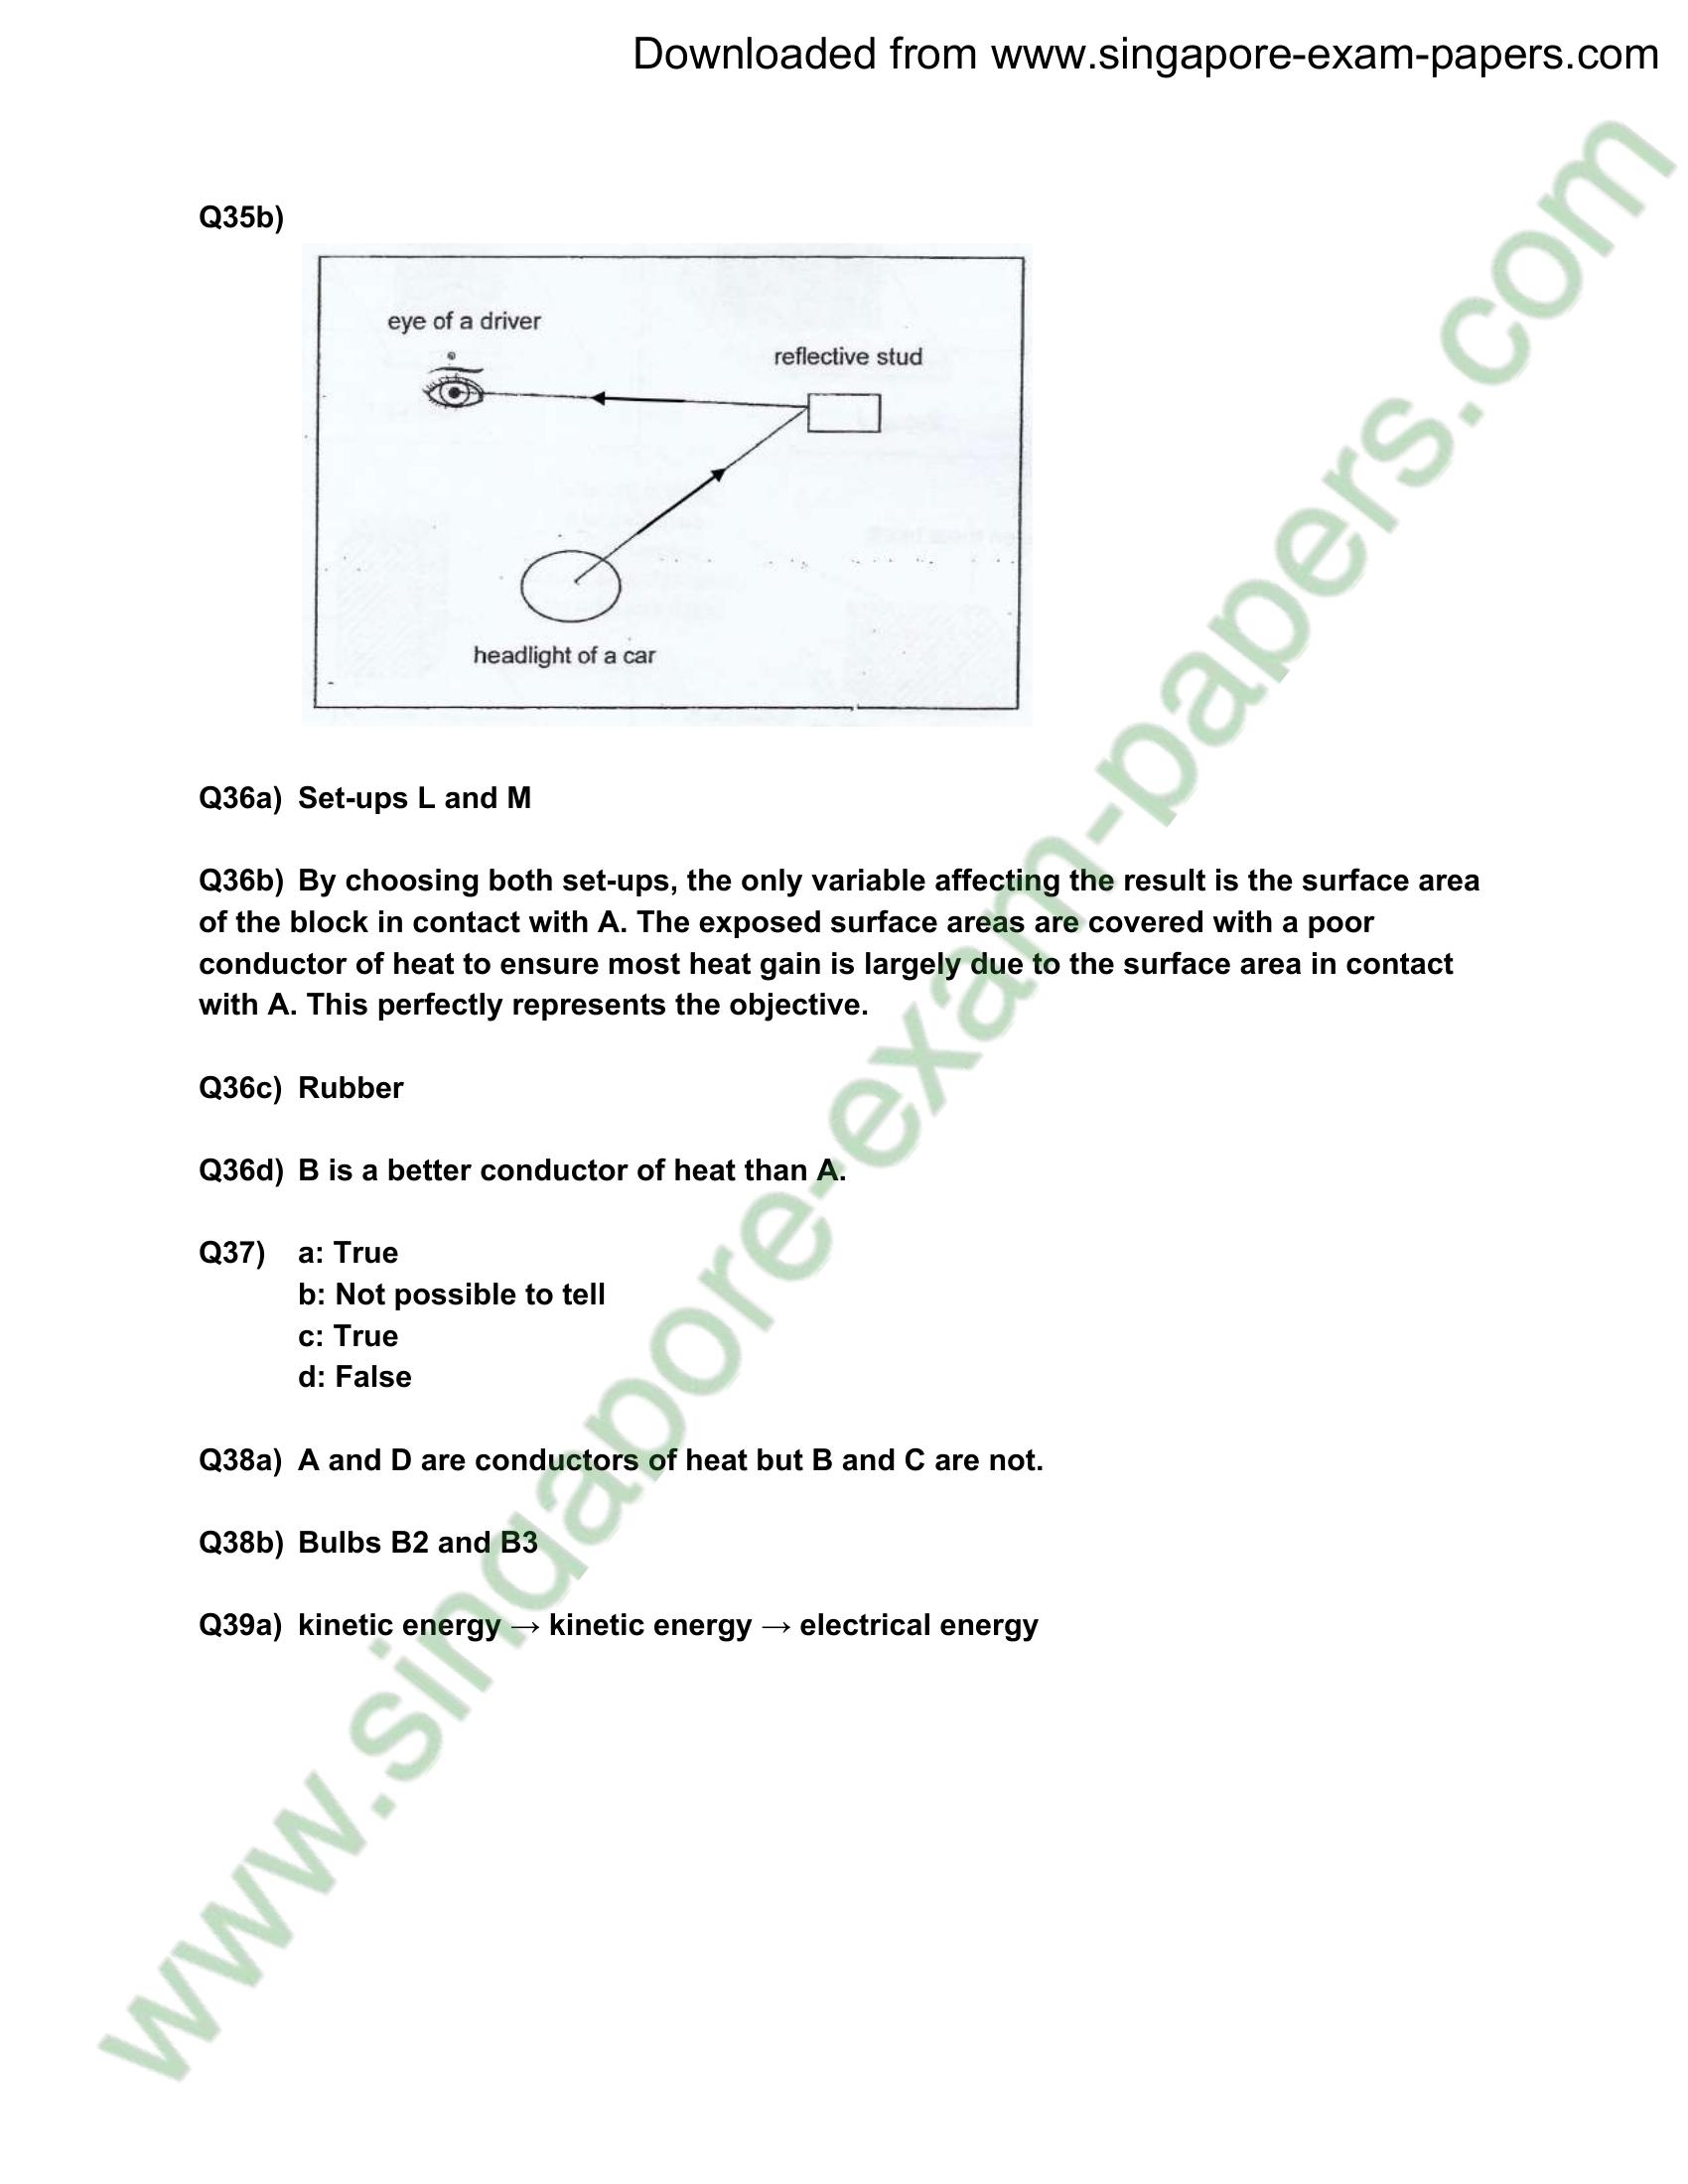 Downloaded from www.singapore-exam-papers.com
Q35b)
eye of a driver
reflective stud
headlight of a car
Q36a) Set-ups L and M
Q36b) By choosing both set-ups, the only variable affecting the result is the surface area
of the block in contact with A. The exposed surface areas are covered with a poor
conductor of heat to ensure most heat gain is largely due to the surface area in contact
with A. This perfectly represents the objective.
Q36c) Rubber
Q36d) B is a better conductor of heat than A.
Q37) a: True
b: Not possible to tell
c: True
d: False
Q38a) A and D are conductors of heat but B and C are not.
Q38b) Bulbs B2 and B3
Q39a) kinetic energy → kinetic energy → electrical energy
www.singapore-exam-papers.com